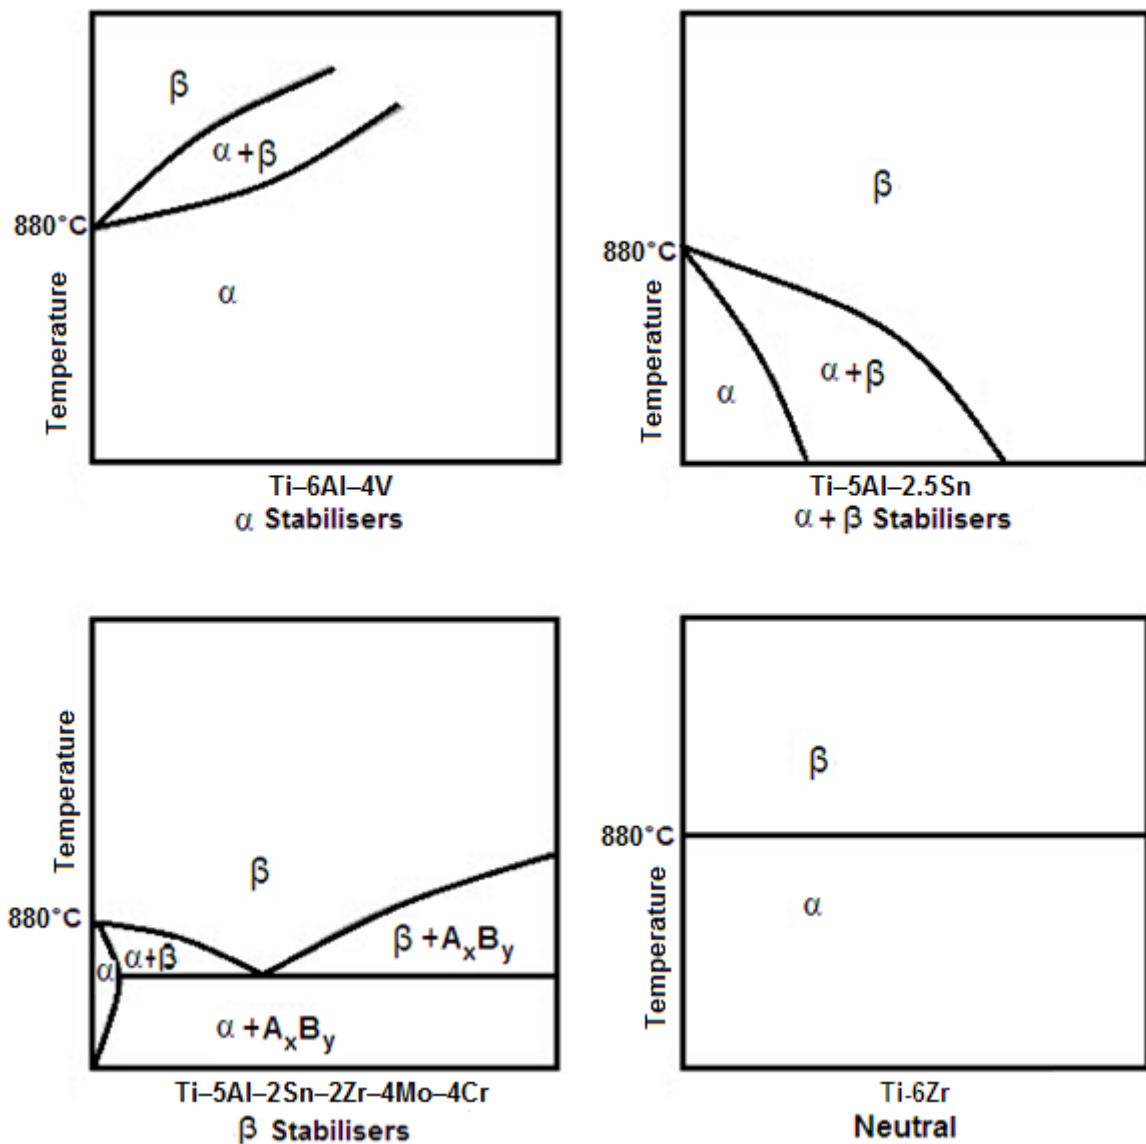 β
α+β
880°C
α
Temperature
Ti–6Al–4V
α Stabilisers
β
880°C
α+β
α
Temperature
Ti–5Al–2.5Sn
α+β Stabilisers
Temperature
β
880°C
α
α+β
β+AxBy
α+AxBy
Ti–5Al–2Sn–2Zr–4Mo–4Cr
β Stabilisers
β
880°C
α
Temperature
Ti-6Zr
Neutral